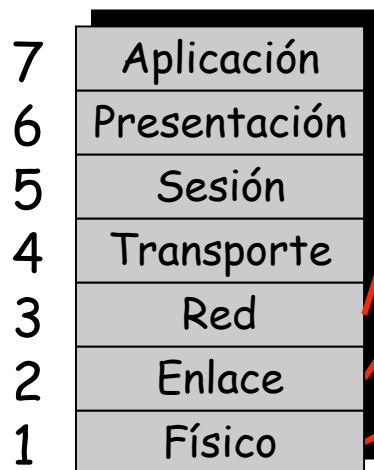 7 Aplicación
6 Presentación
5 Sesión
4 Transporte
3 Red
2 Enlace
1 Físico